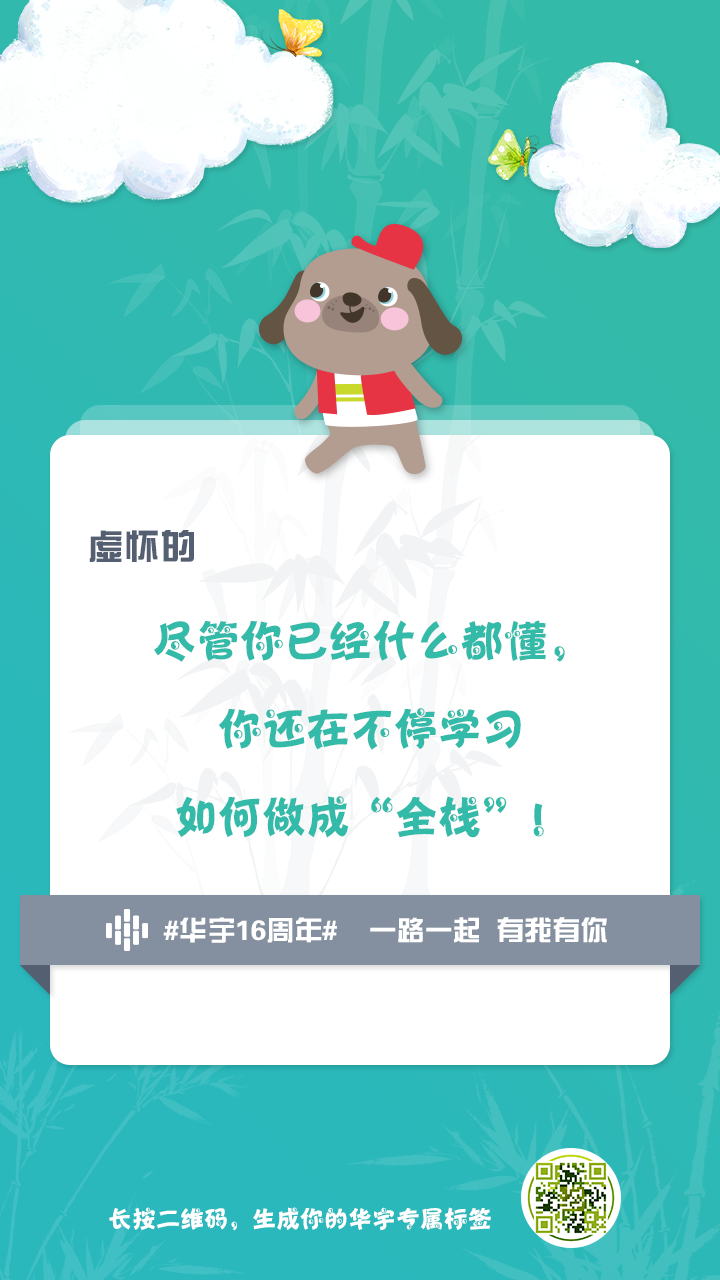 虚怀的
尽管你已经什么都懂，
你还在不停学习
如何做成“全栈”！
#华宇16周年# 一路一起 有我有你
长按二维码，生成你的华宇专属标签